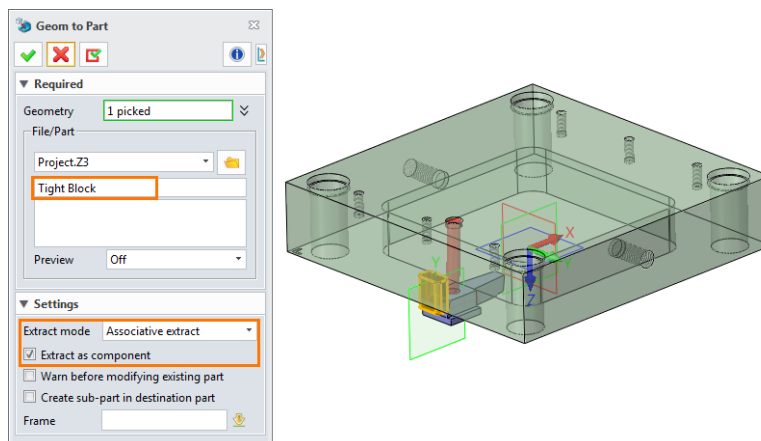 Geom to Part
Required
Geometry 1 picked
File/Part
Project.Z3
Tight Block
Preview Off
Settings
Extract mode Associative extract
Extract as component
Warn before modifying existing part
Create sub-part in destination part
Frame
X
Y
Y
Z